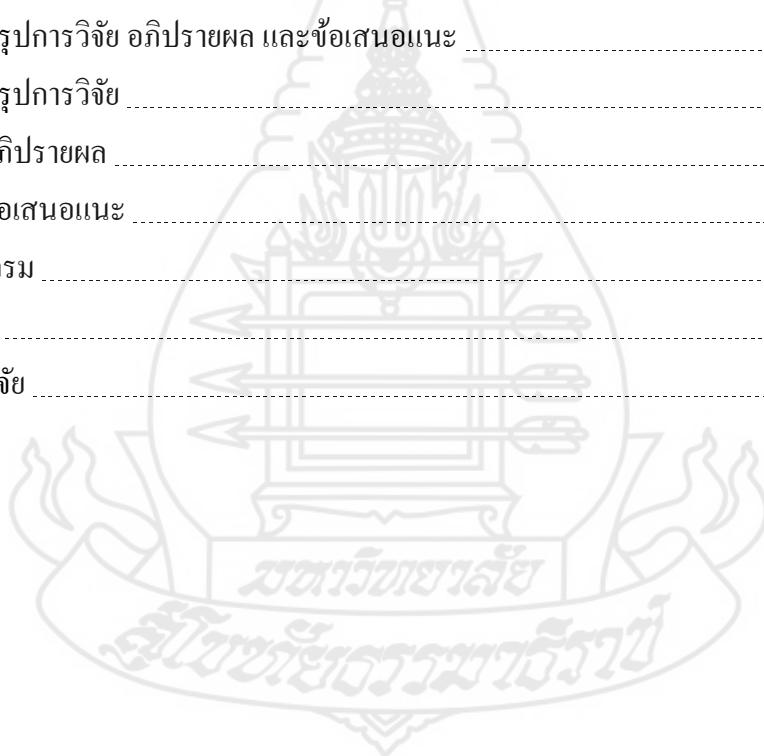 รุปการวิจัย อภิปรายผล และข้อเสนอแนะ
รุปการวิจัย
ภิปรายผล
อเสนอแนะ
รม
จัย
มหาวิทยาลัย
สุโขทัยธรรมาธิราช